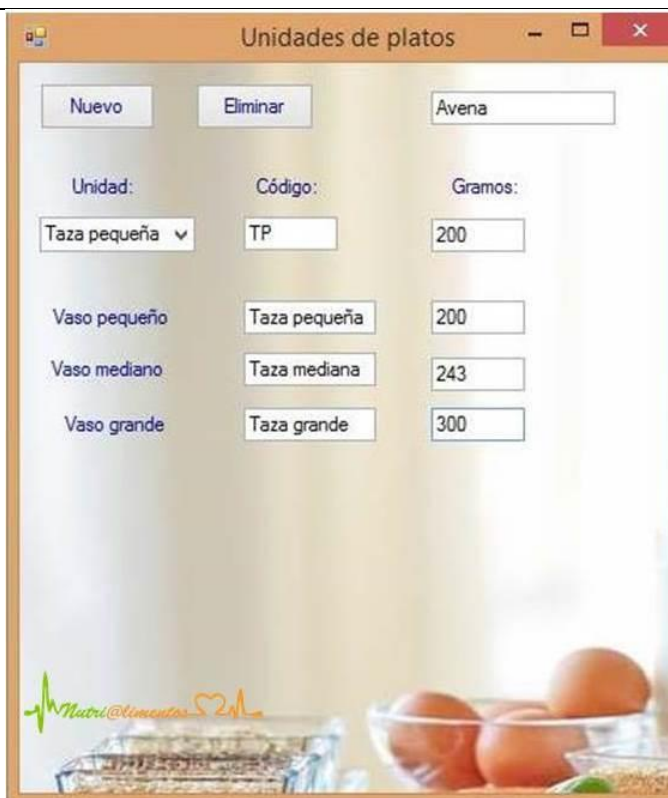 Unidades de platos
Nuevo Eliminar Avena
Unidad: Código: Gramos:
Taza pequeña TP 200
Vaso pequeño Taza pequeña 200
Vaso mediano Taza mediana 243
Vaso grande Taza grande 300
Nutri@limentos